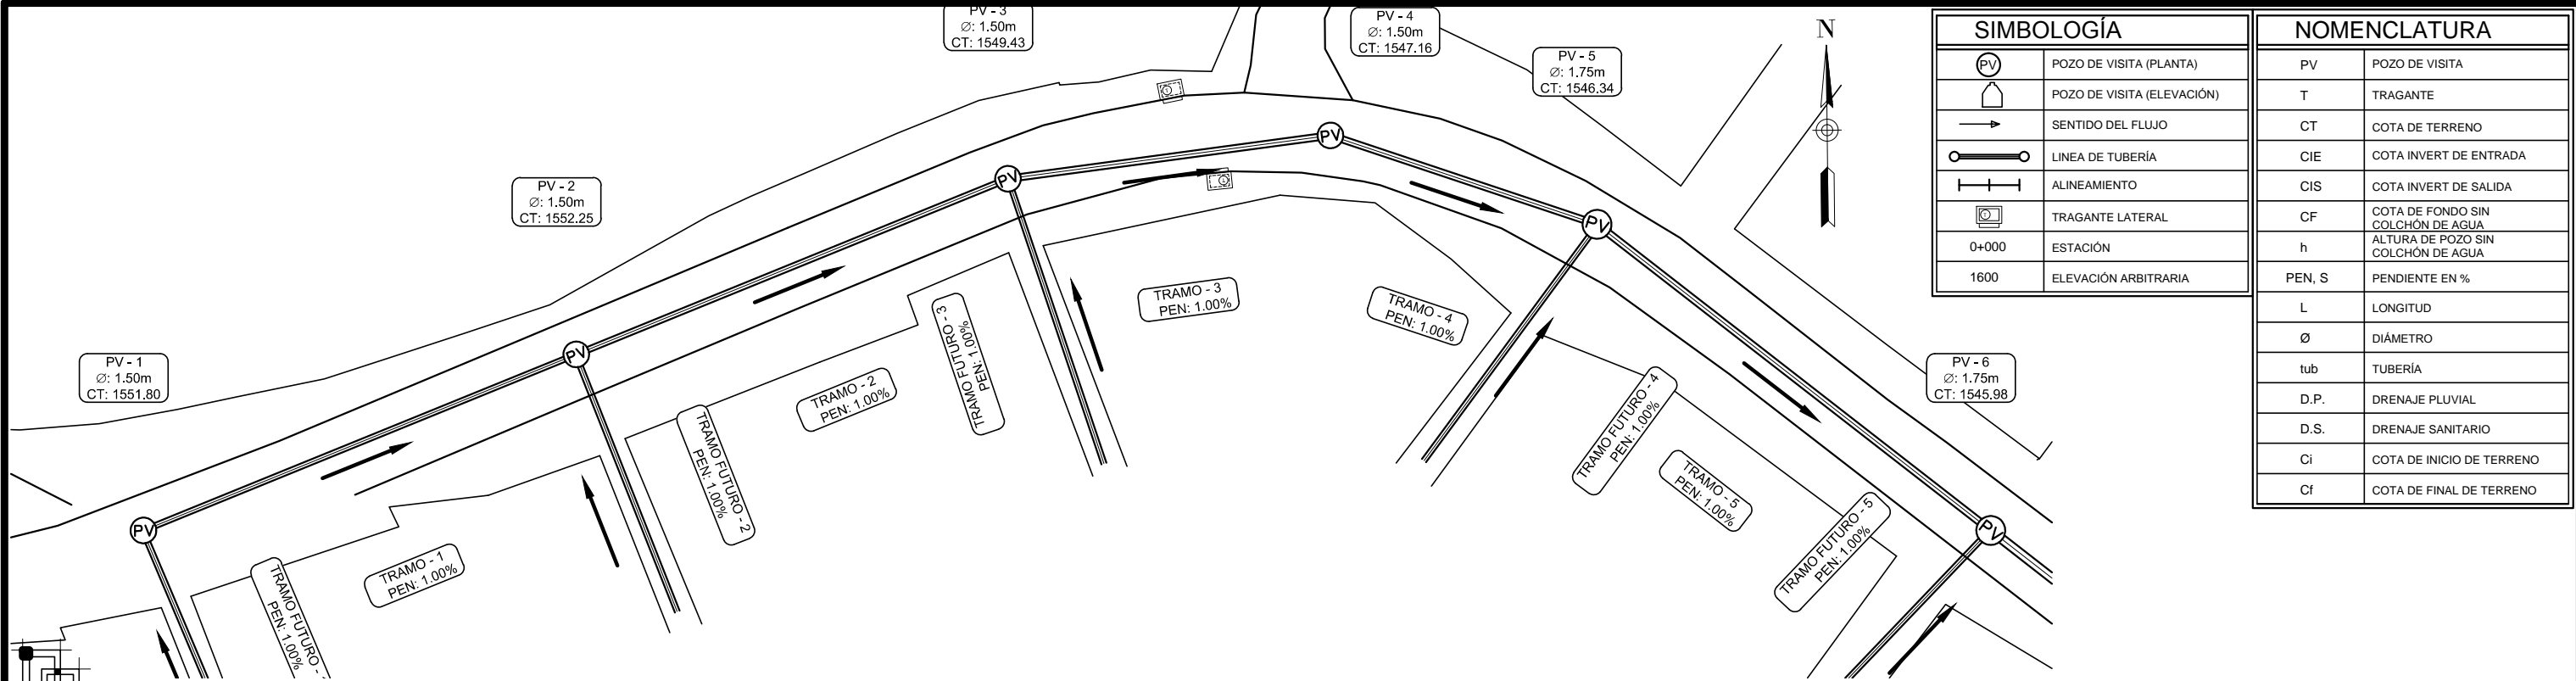 PV - 3
Ø: 1.50m
CT: 1549.43
PV - 4
Ø: 1.50m
CT: 1547.16
PV - 5
Ø: 1.75m
CT: 1546.34
N
PV - 2
Ø: 1.50m
CT: 1552.25
PV - 1
Ø: 1.50m
CT: 1551.80
PV - 6
Ø: 1.75m
CT: 1545.98
PV
PV
PV
PV
PV
PV
TRAMO - 1
PEN: 1.00%
TRAMO - 2
PEN: 1.00%
TRAMO - 3
PEN: 1.00%
TRAMO - 4
PEN: 1.00%
TRAMO - 5
PEN: 1.00%
TRAMO FUTURO -
PEN: 1.00%
TRAMO FUTURO - 2
PEN: 1.00%
TRAMO FUTURO - 3
PEN: 1.00%
TRAMO FUTURO - 4
PEN: 1.00%
TRAMO FUTURO - 5
PEN: 1.00%
SIMBOLOGÍA
PV POZO DE VISITA (PLANTA)
POZO DE VISITA (ELEVACIÓN)
SENTIDO DEL FLUJO
LINEA DE TUBERÍA
ALINEAMIENTO
TRAGANTE LATERAL
0+000 ESTACIÓN
1600 ELEVACIÓN ARBITRARIA
NOMENCLATURA
PV POZO DE VISITA
T TRAGANTE
CT COTA DE TERRENO
CIE COTA INVERT DE ENTRADA
CIS COTA INVERT DE SALIDA
CF COTA DE FONDO SIN
COLCHÓN DE AGUA
h ALTURA DE POZO SIN
COLCHÓN DE AGUA
PEN, S PENDIENTE EN %
L LONGITUD
Ø DIÁMETRO
tub TUBERÍA
D.P. DRENAJE PLUVIAL
D.S. DRENAJE SANITARIO
Ci COTA DE INICIO DE TERRENO
Cf COTA DE FINAL DE TERRENO